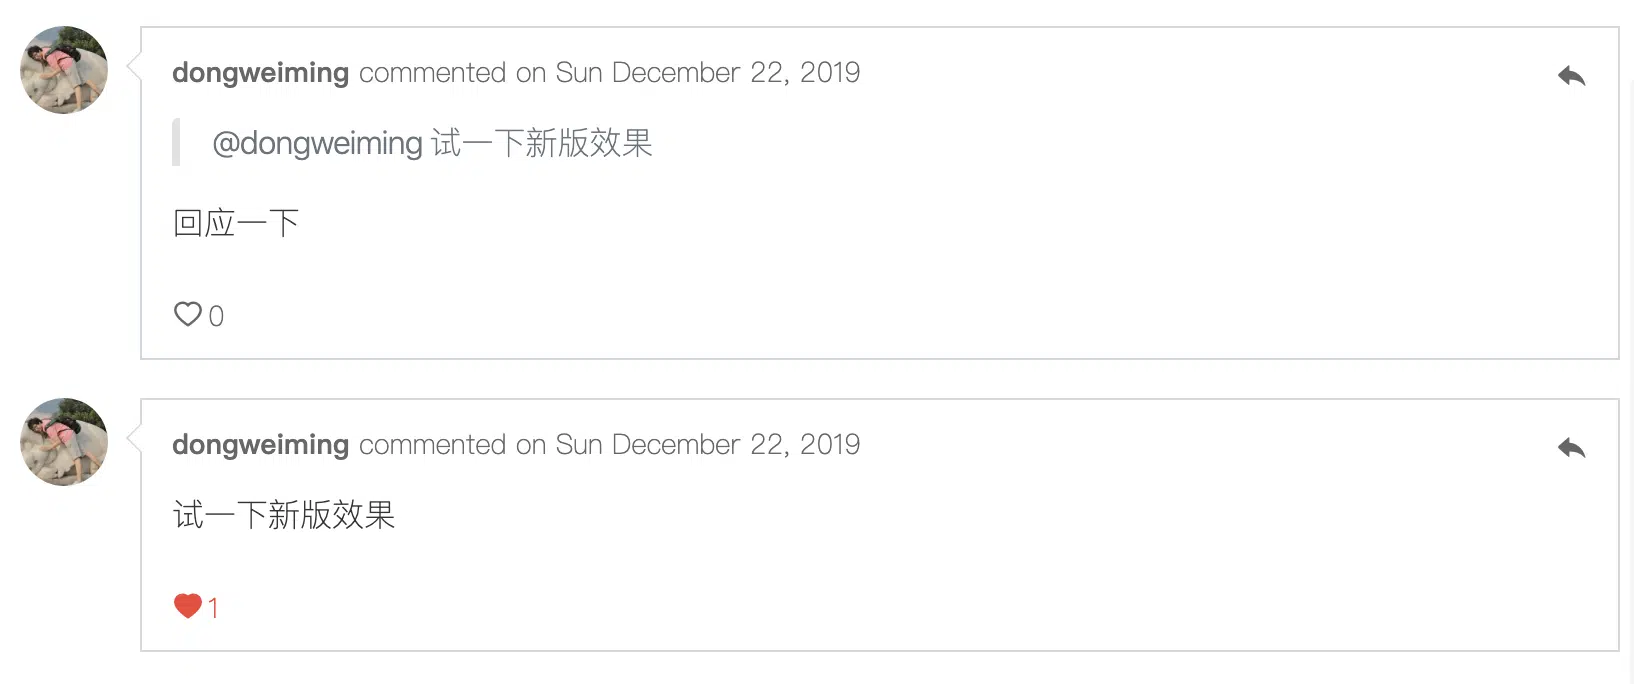 dongweiming commented on Sun December 22, 2019
@dongweiming 试一下新版效果
回应一下
0
dongweiming commented on Sun December 22, 2019
试一下新版效果
1